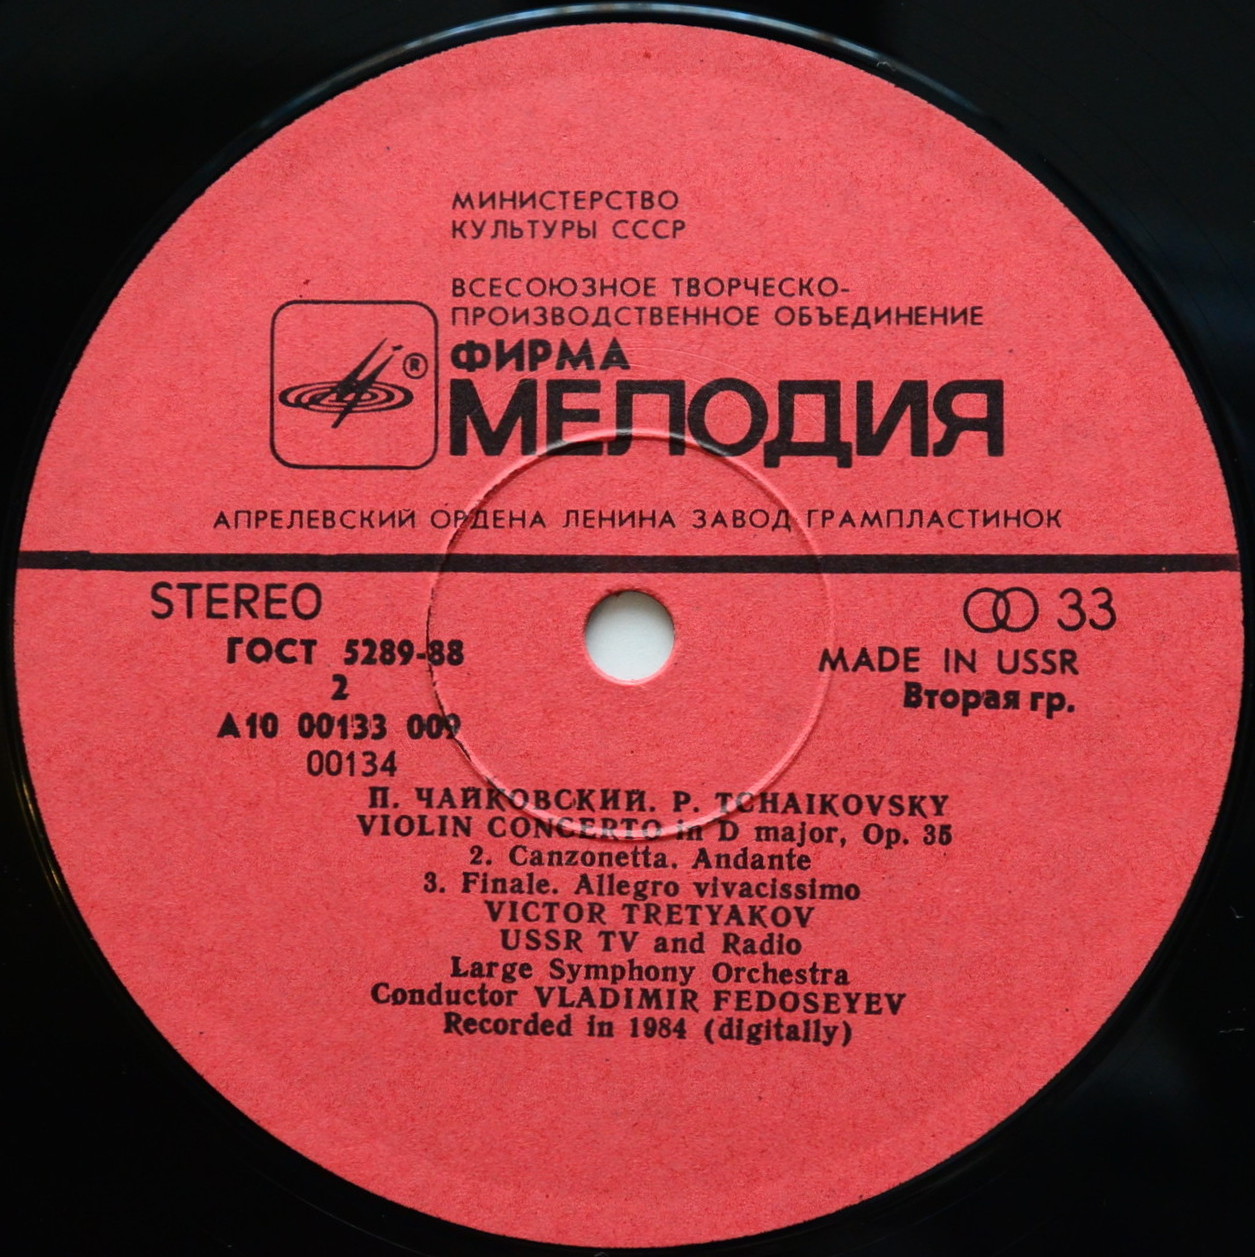 МИНИСТЕРСТВО
КУЛЬТУРЫ СССР
ВСЕСОЮЗНОЕ ТВОРЧЕСКО-
ПРОИЗВОДСТВЕННОЕ ОБЪЕДИНЕНИЕ
ФИРМА
®
МЕЛОДИЯ
АПРЕЛЕВСКИЙ ОРДЕНА ЛЕНИНА ЗАВОД ГРАМПЛАСТИНОК
STEREO
33
ГОСТ 5289-88
MADE IN USSR
2
Вторая гр.
А10 00133 009
00134
П. ЧАЙКОВСКИЙ. P. TCHAIKOVSKY
VIOLIN CONCERTO in D major, Op. 35
2. Canzonetta. Andante
3. Finale. Allegro vivacissimo
VICTOR TRETYAKOV
USSR TV and Radio
Large Symphony Orchestra
Conductor VLADIMIR FEDOSEYEV
Recorded in 1984 (digitally)